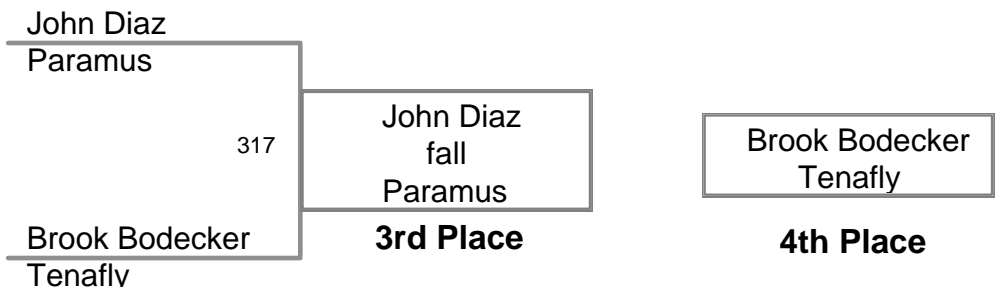 John Diaz
Paramus
317
Brook Bodecker
Tenafly
John Diaz
fall
Paramus
3rd Place
Brook Bodecker
Tenafly
4th Place